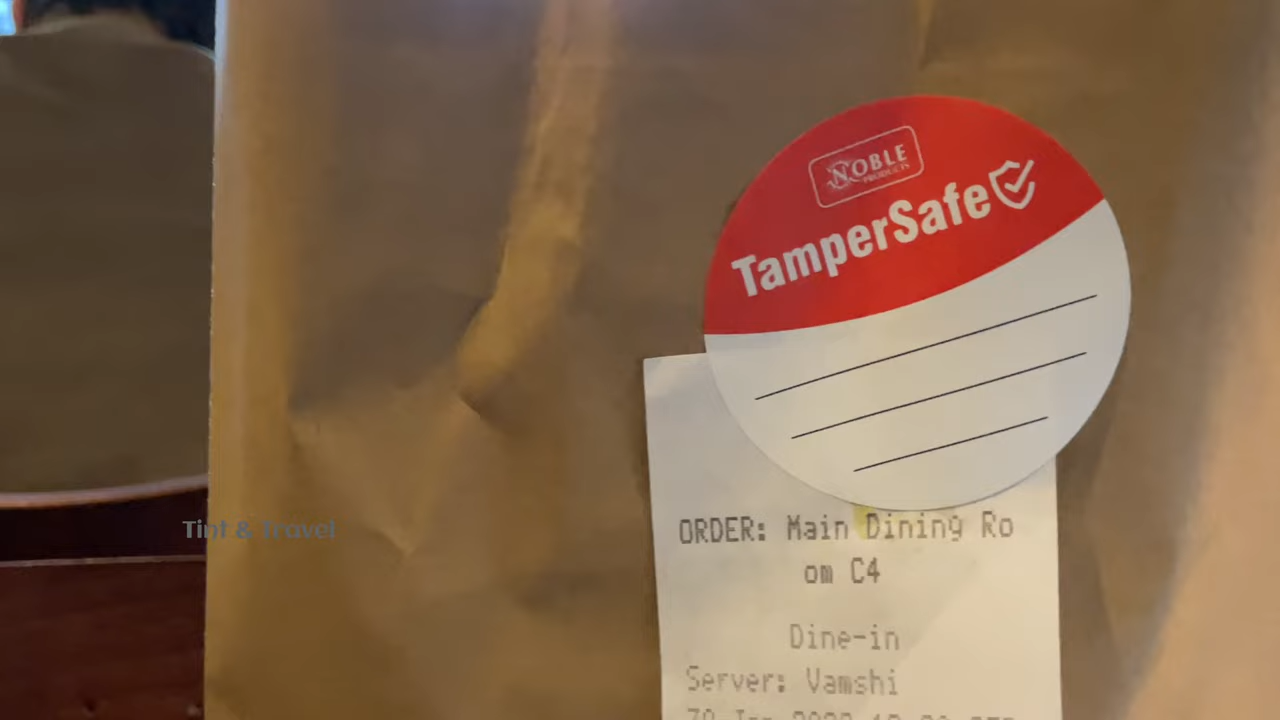 NOBLE
PRODUCTS
TamperSafe
ORDER: Main Dining Ro
om C4
Dine-in
Server: Vamshi
Tint & Travel